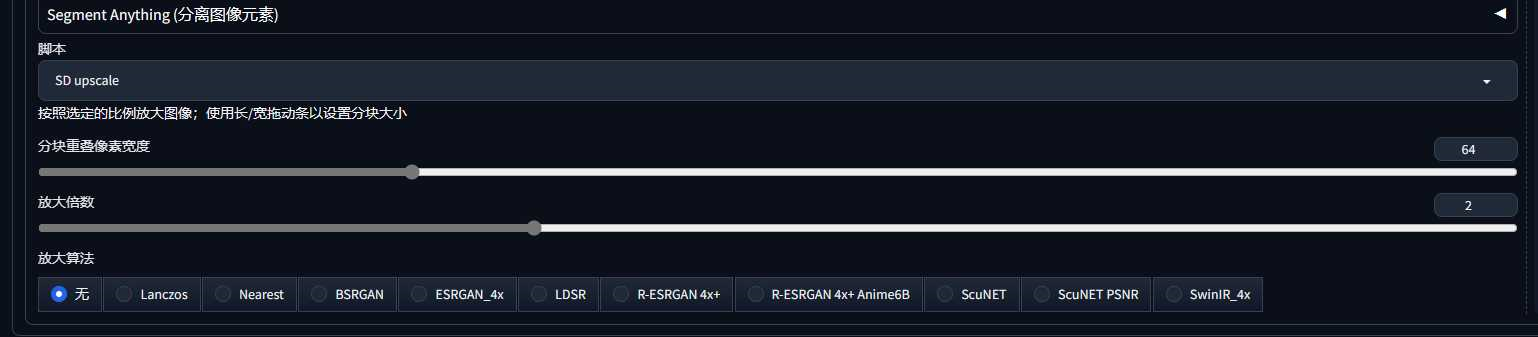 Segment Anything (分离图像元素)
脚本
SD upscale
按照选定的比例放大图像；使用长/宽拖动条以设置分块大小
分块重叠像素宽度 64
放大倍数 2
放大算法
无 Lanczos Nearest BSRGAN ESRGAN_4x LDSR R-ESRGAN 4x+ R-ESRGAN 4x+ Anime6B ScuNET ScuNET PSNR SwinIR_4x